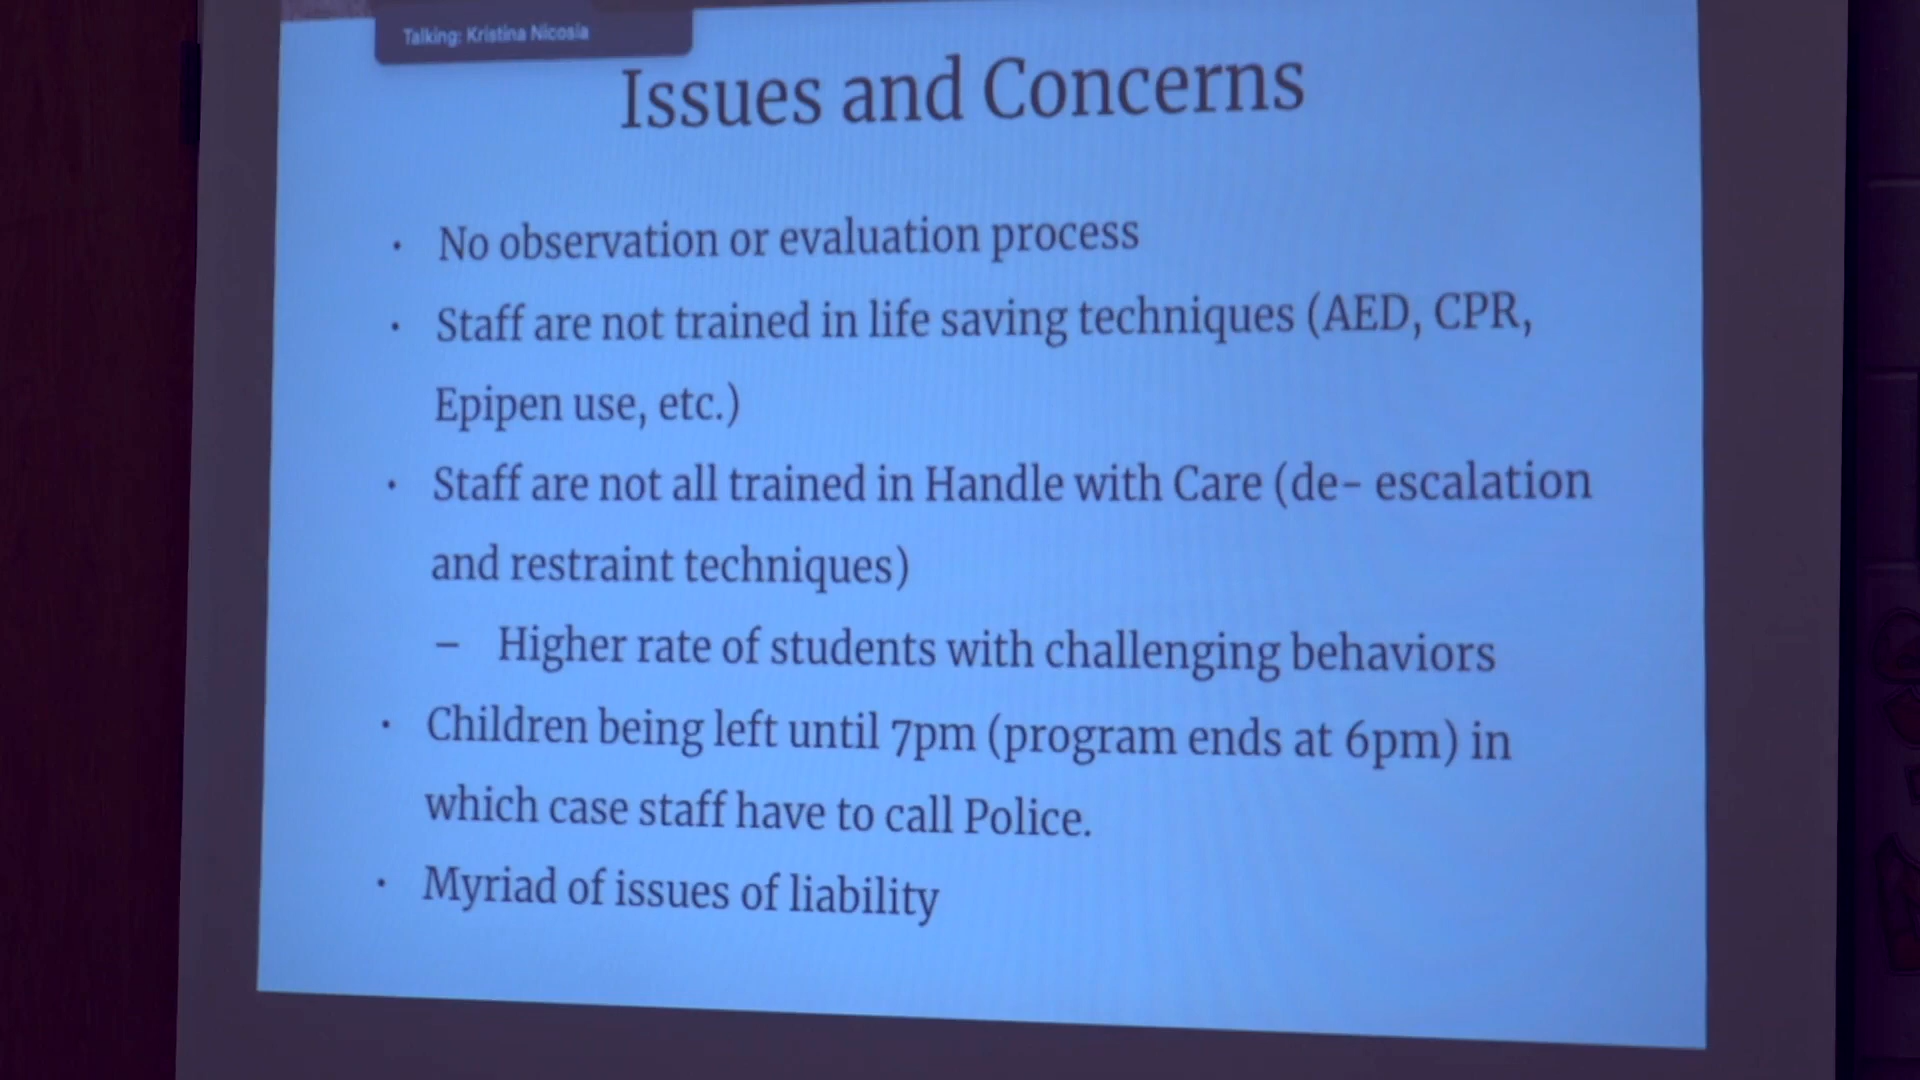 Talking: Kristina Nicosia
Issues and Concerns
· No observation or evaluation process
· Staff are not trained in life saving techniques (AED, CPR,
Epipen use, etc.)
· Staff are not all trained in Handle with Care (de- escalation
and restraint techniques)
– Higher rate of students with challenging behaviors
· Children being left until 7pm (program ends at 6pm) in
which case staff have to call Police.
· Myriad of issues of liability